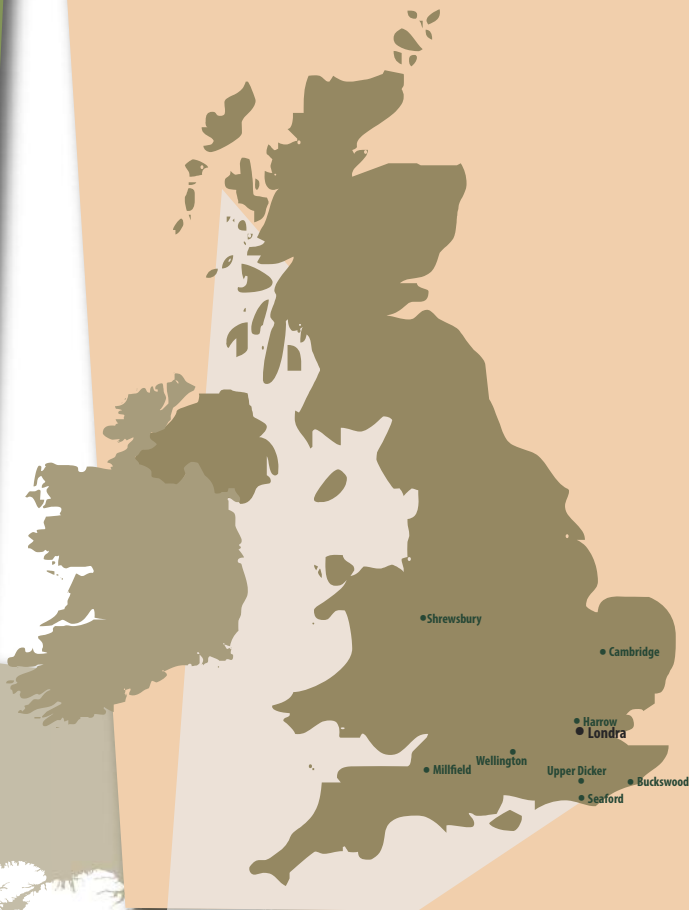 Shrewsbury
Cambridge
Harrow
Londra
Wellington
Millfield
Upper Dicker
Buckswood
Seaford